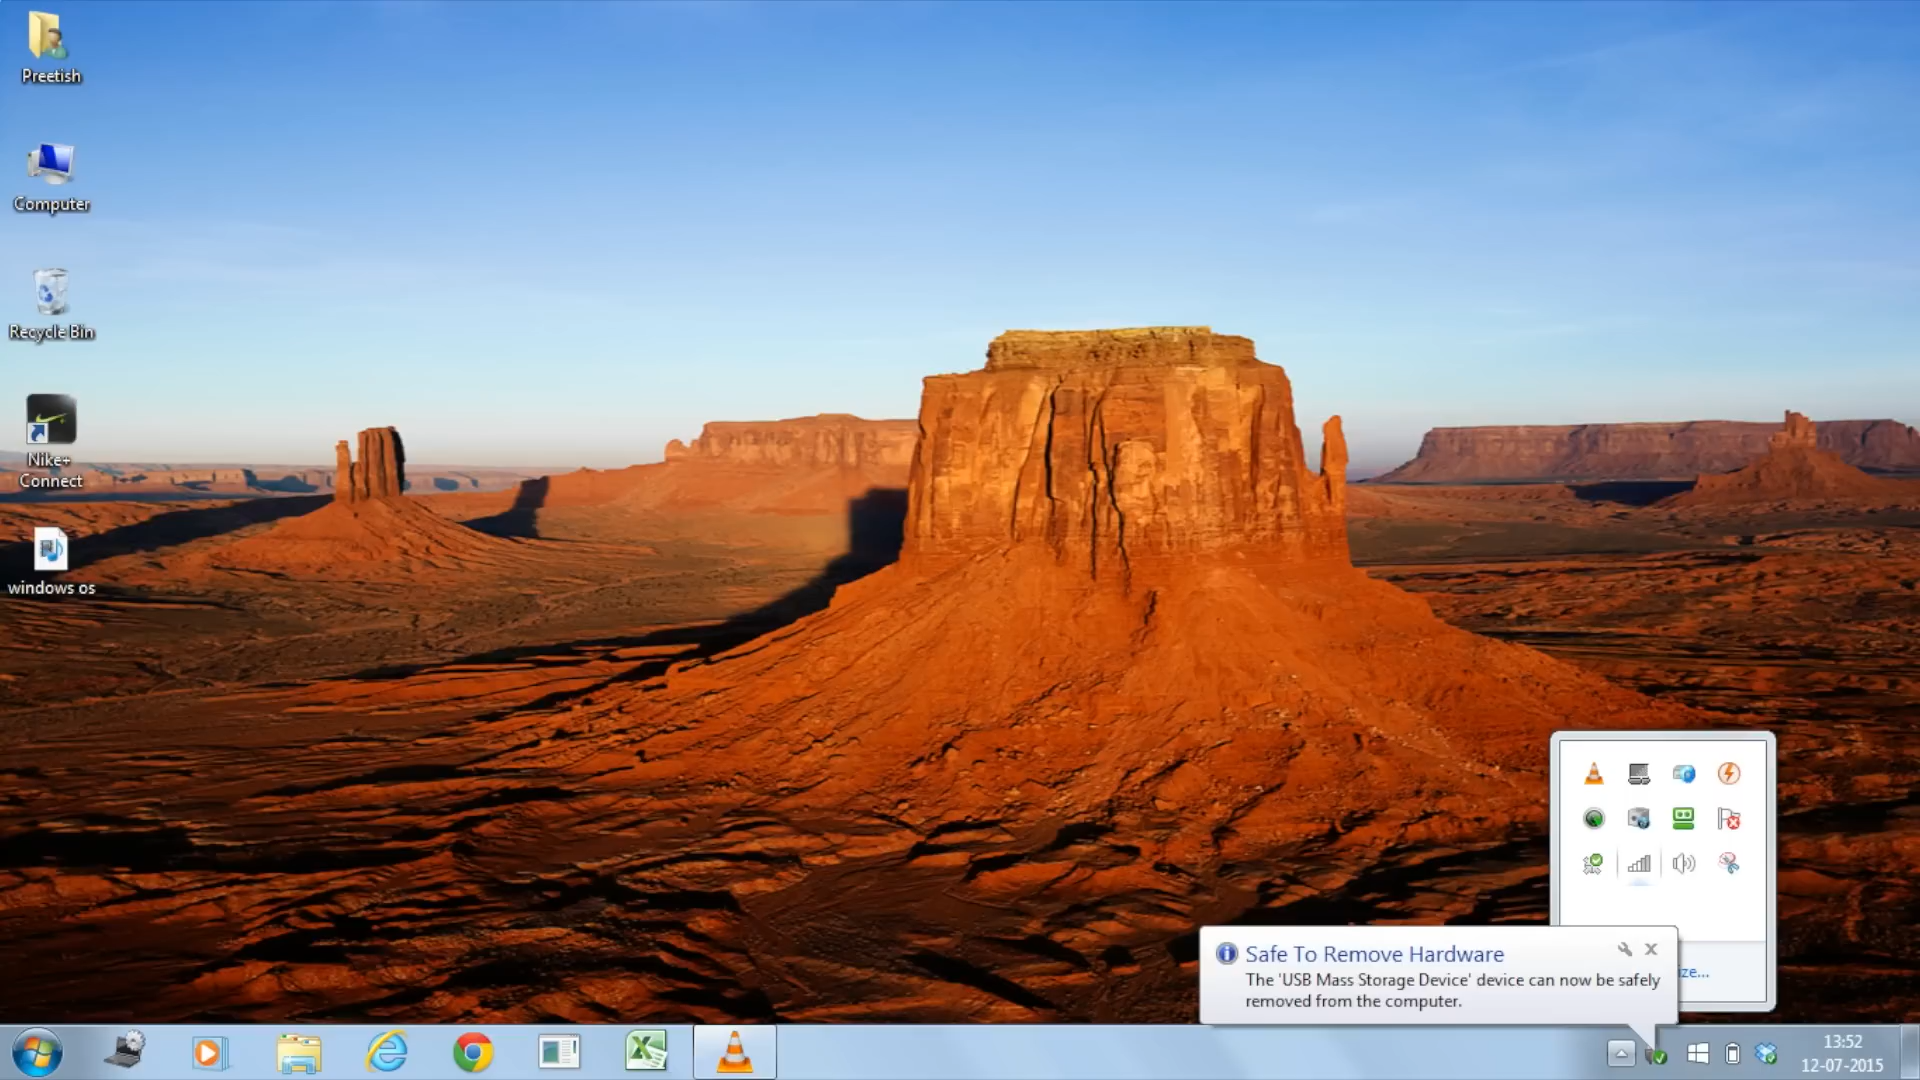 Preetish
Computer
Recycle Bin
Nike+
Connect
windows os
Safe To Remove Hardware
The 'USB Mass Storage Device' device can now be safely
removed from the computer.
ize...
13:52
12-07-2015